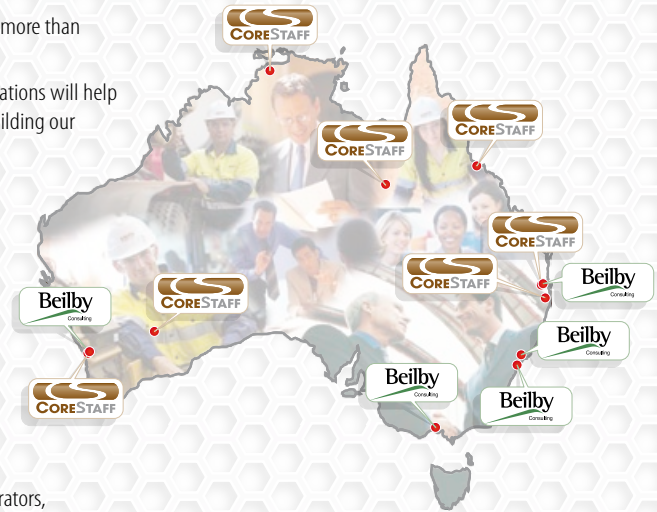 more than
CORESTAFF
ations will help
ilding our
CORESTAFF
CORESTAFF
CORESTAFF
CORESTAFF
Beilby
Consulting
CORESTAFF
Beilby
Consulting
Beilby
Consulting
Beilby
Consulting
Beilby
Consulting
CORESTAFF
rators,